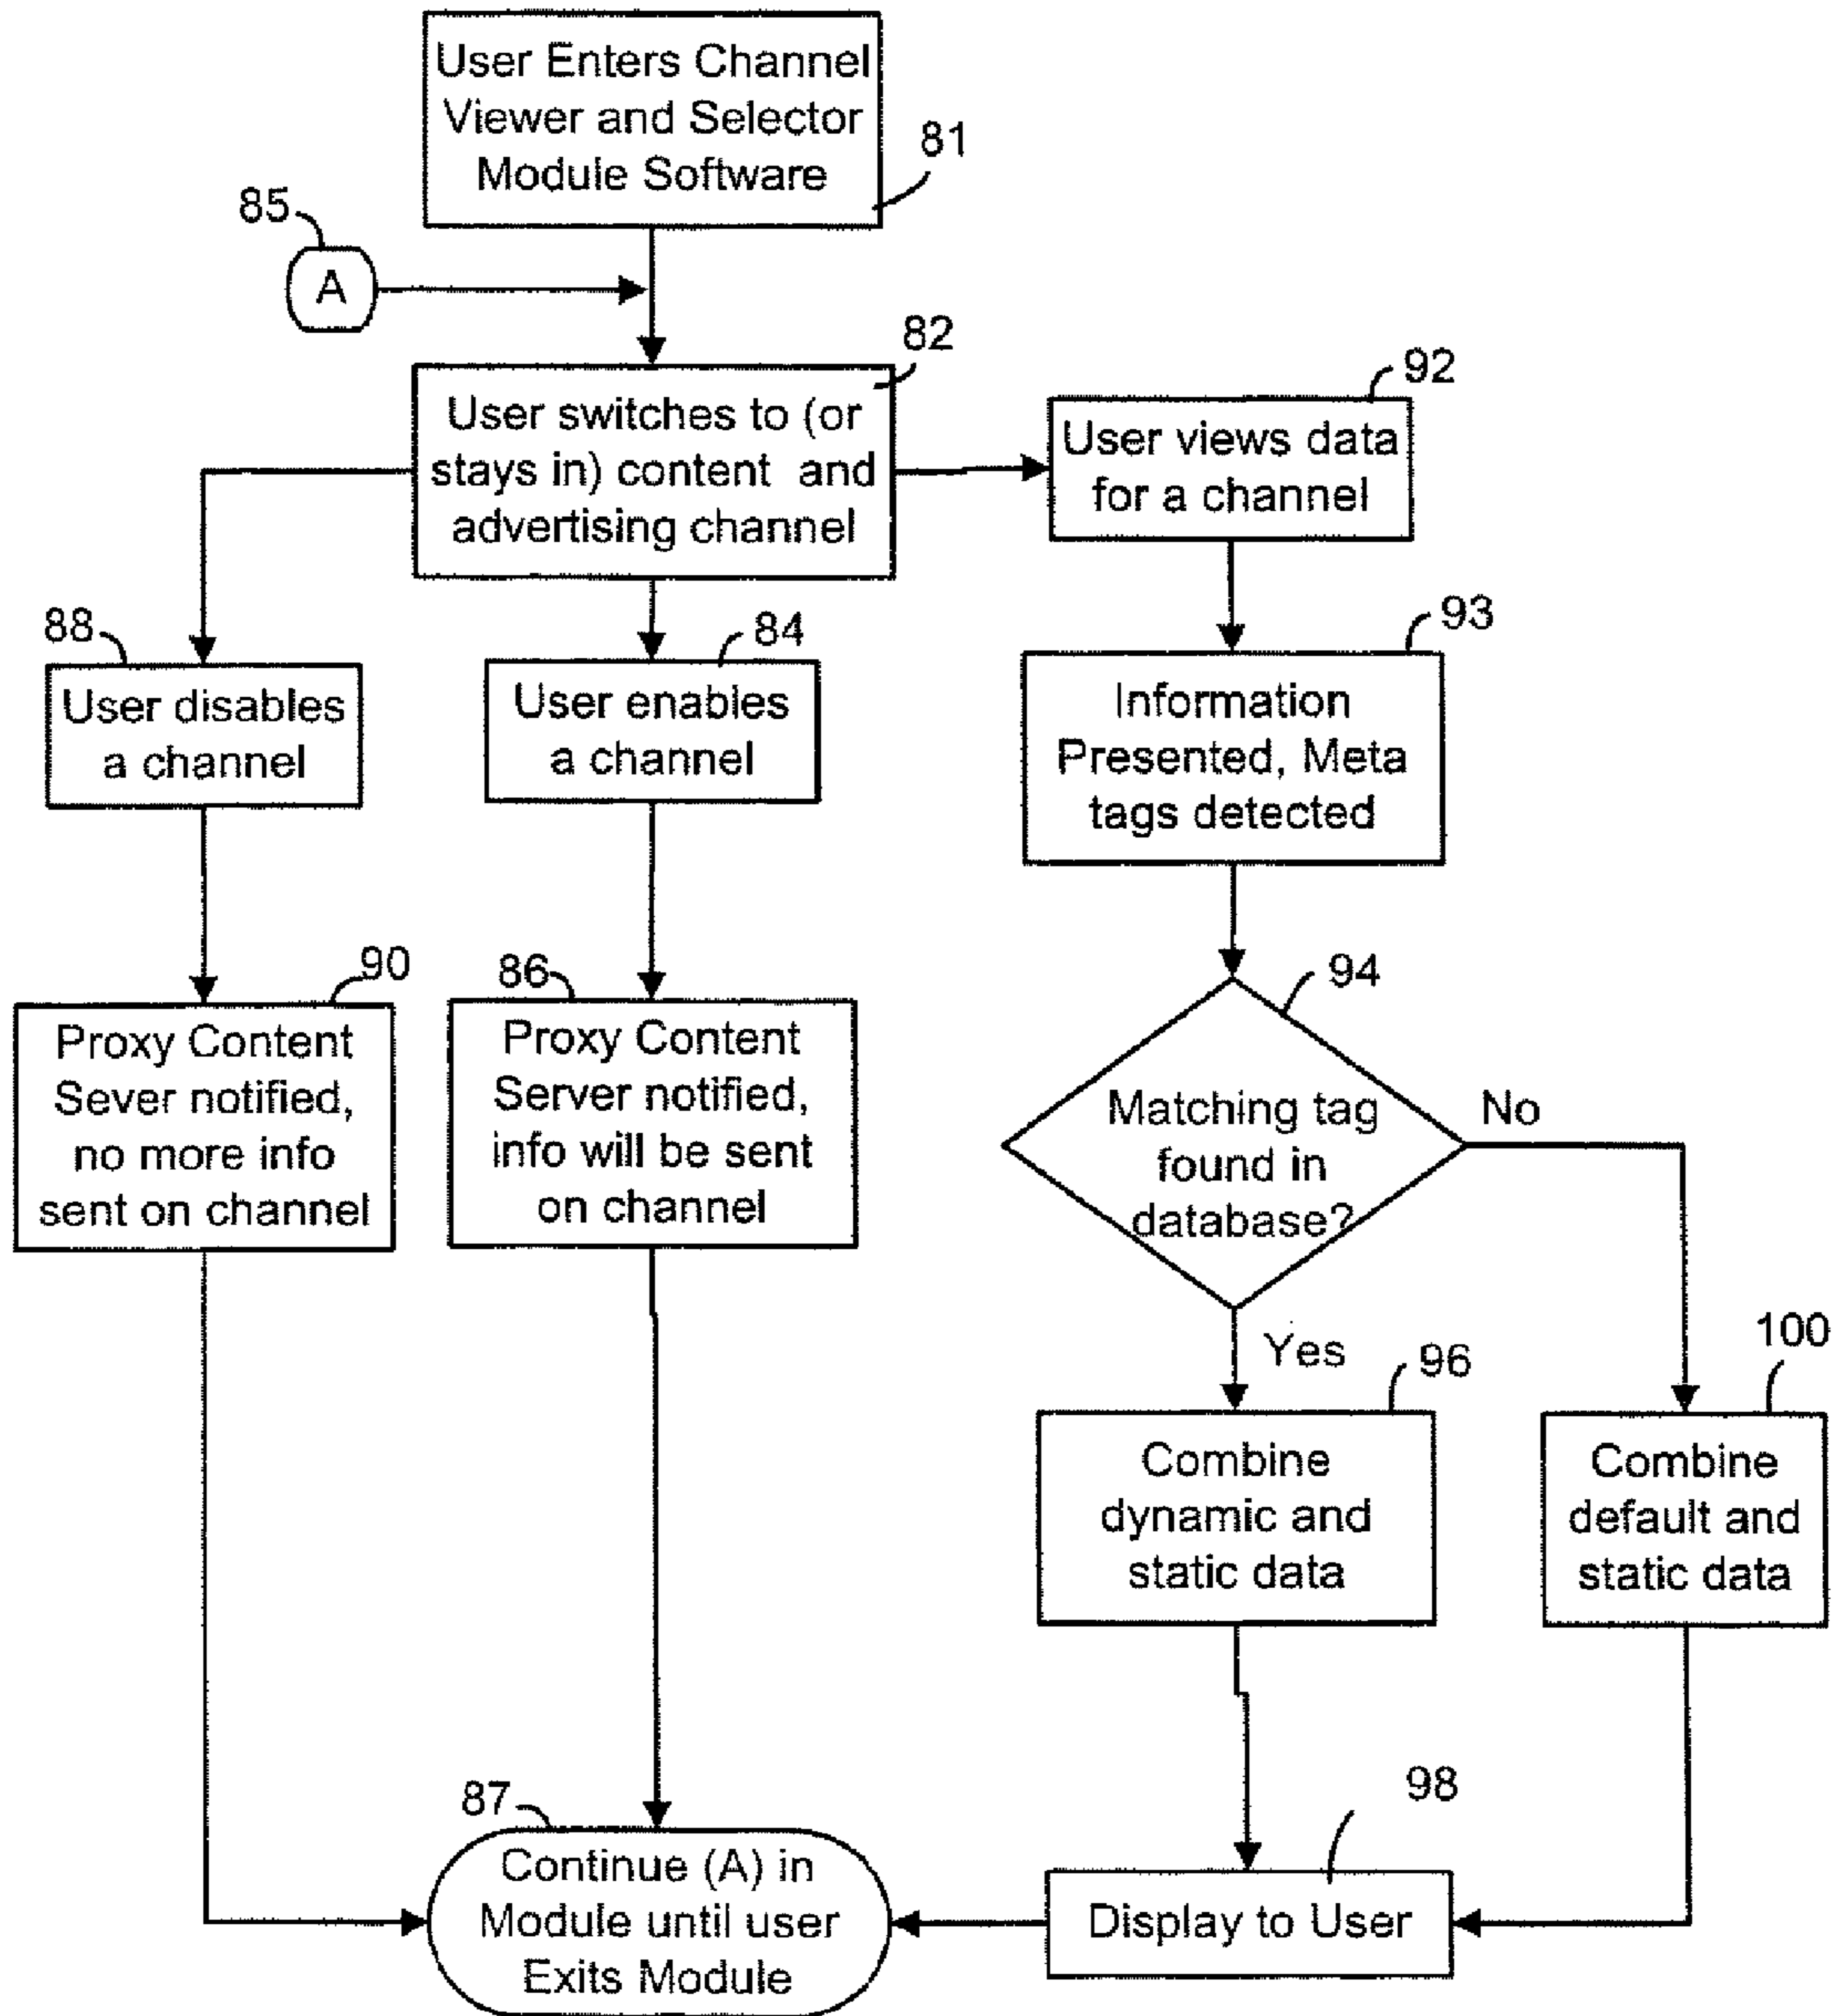 User Enters Channel
Viewer and Selector
Module Software
81
85
A
82
User switches to (or
stays in) content and
advertising channel
92
User views data
for a channel
88
User disables
a channel
84
User enables
a channel
93
Information
Presented, Meta
tags detected
90
Proxy Content
Sever notified,
no more info
sent on channel
86
Proxy Content
Server notified,
info will be sent
on channel
94
Matching tag
found in
database?
No
Yes
96
Combine
dynamic and
static data
100
Combine
default and
static data
87
Continue (A) in
Module until user
Exits Module
98
Display to User